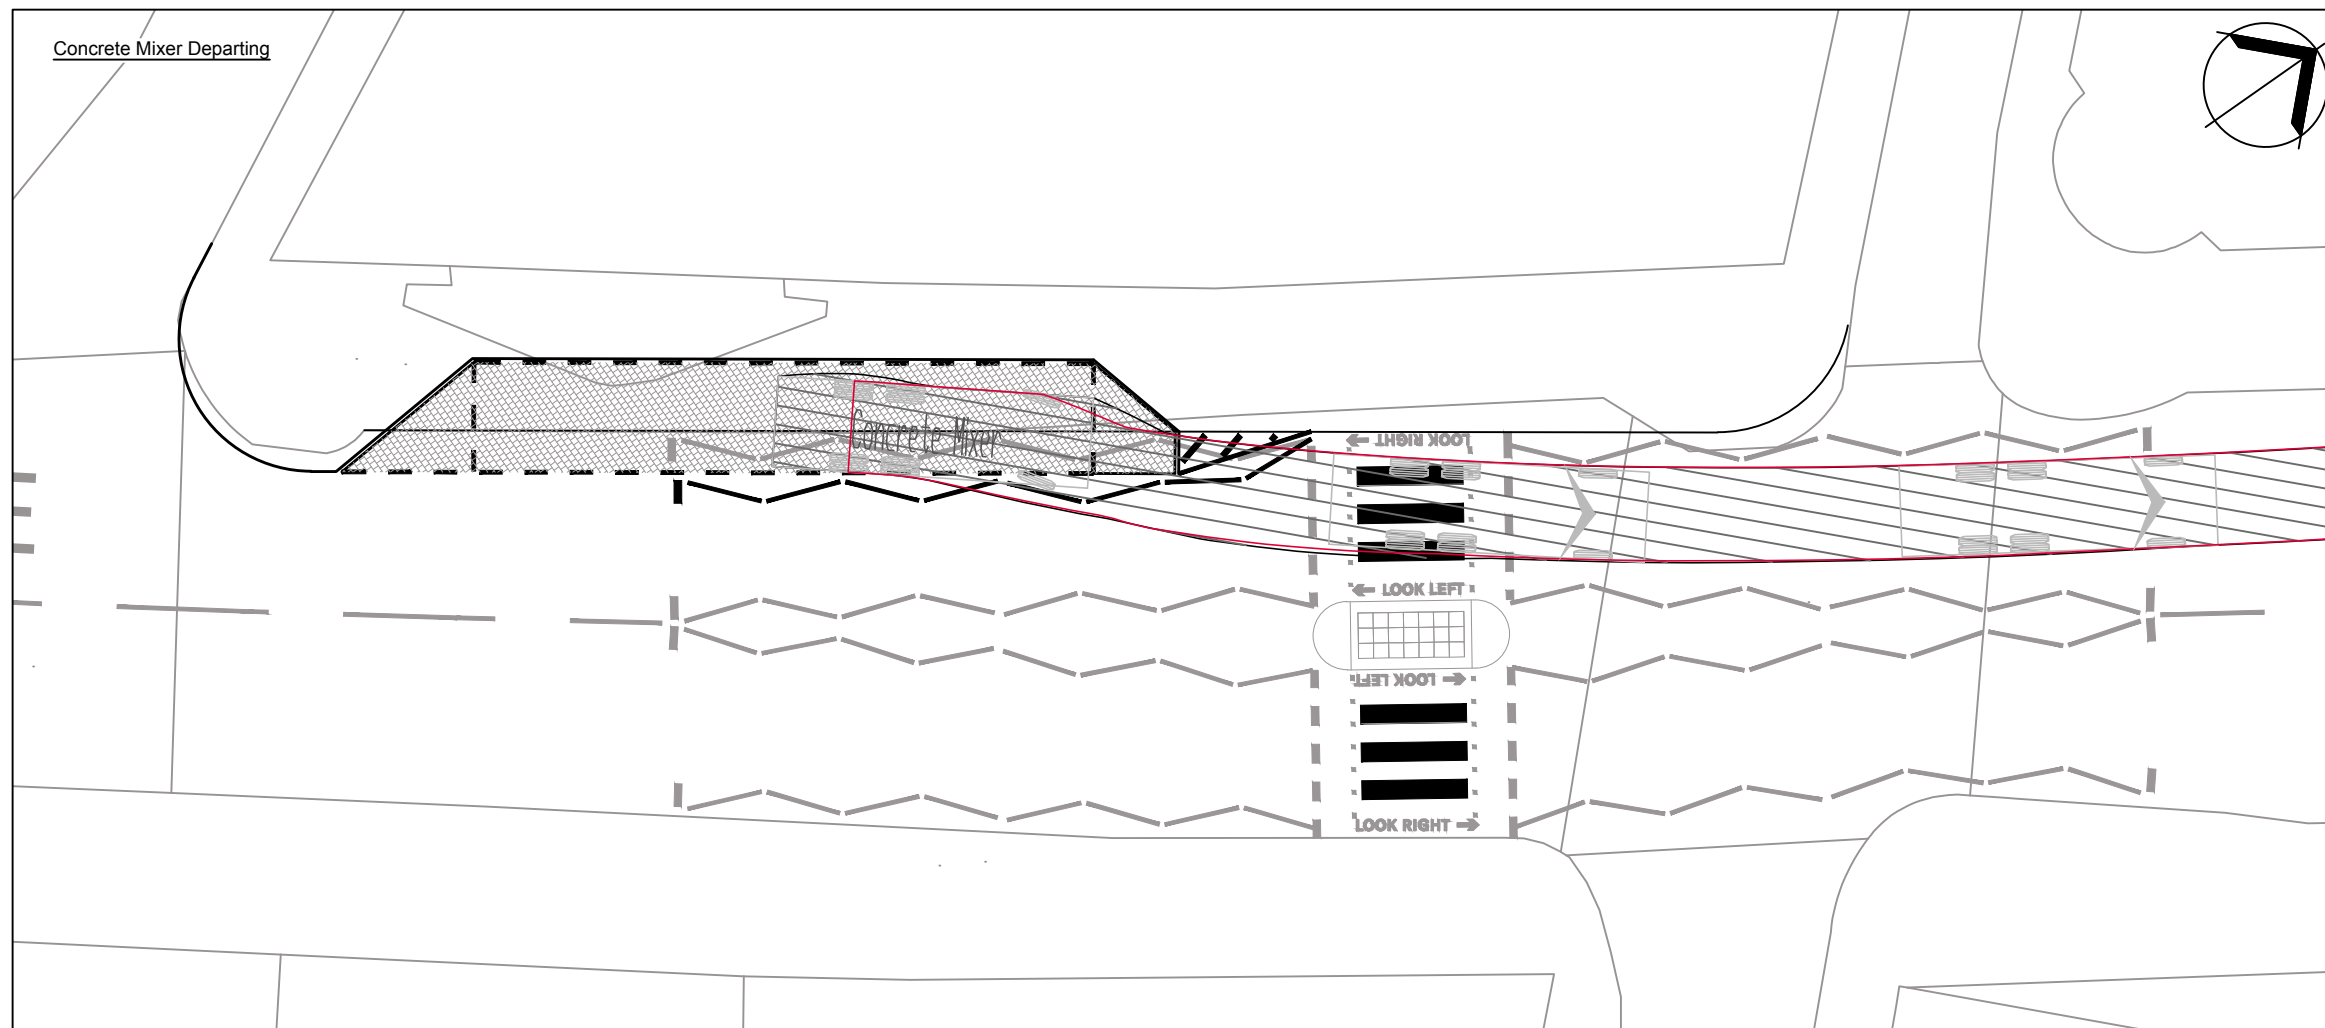 Concrete Mixer Departing
Concrete Mixer
LOOK RIGHT
LOOK LEFT
LOOK LEFT
LOOK RIGHT